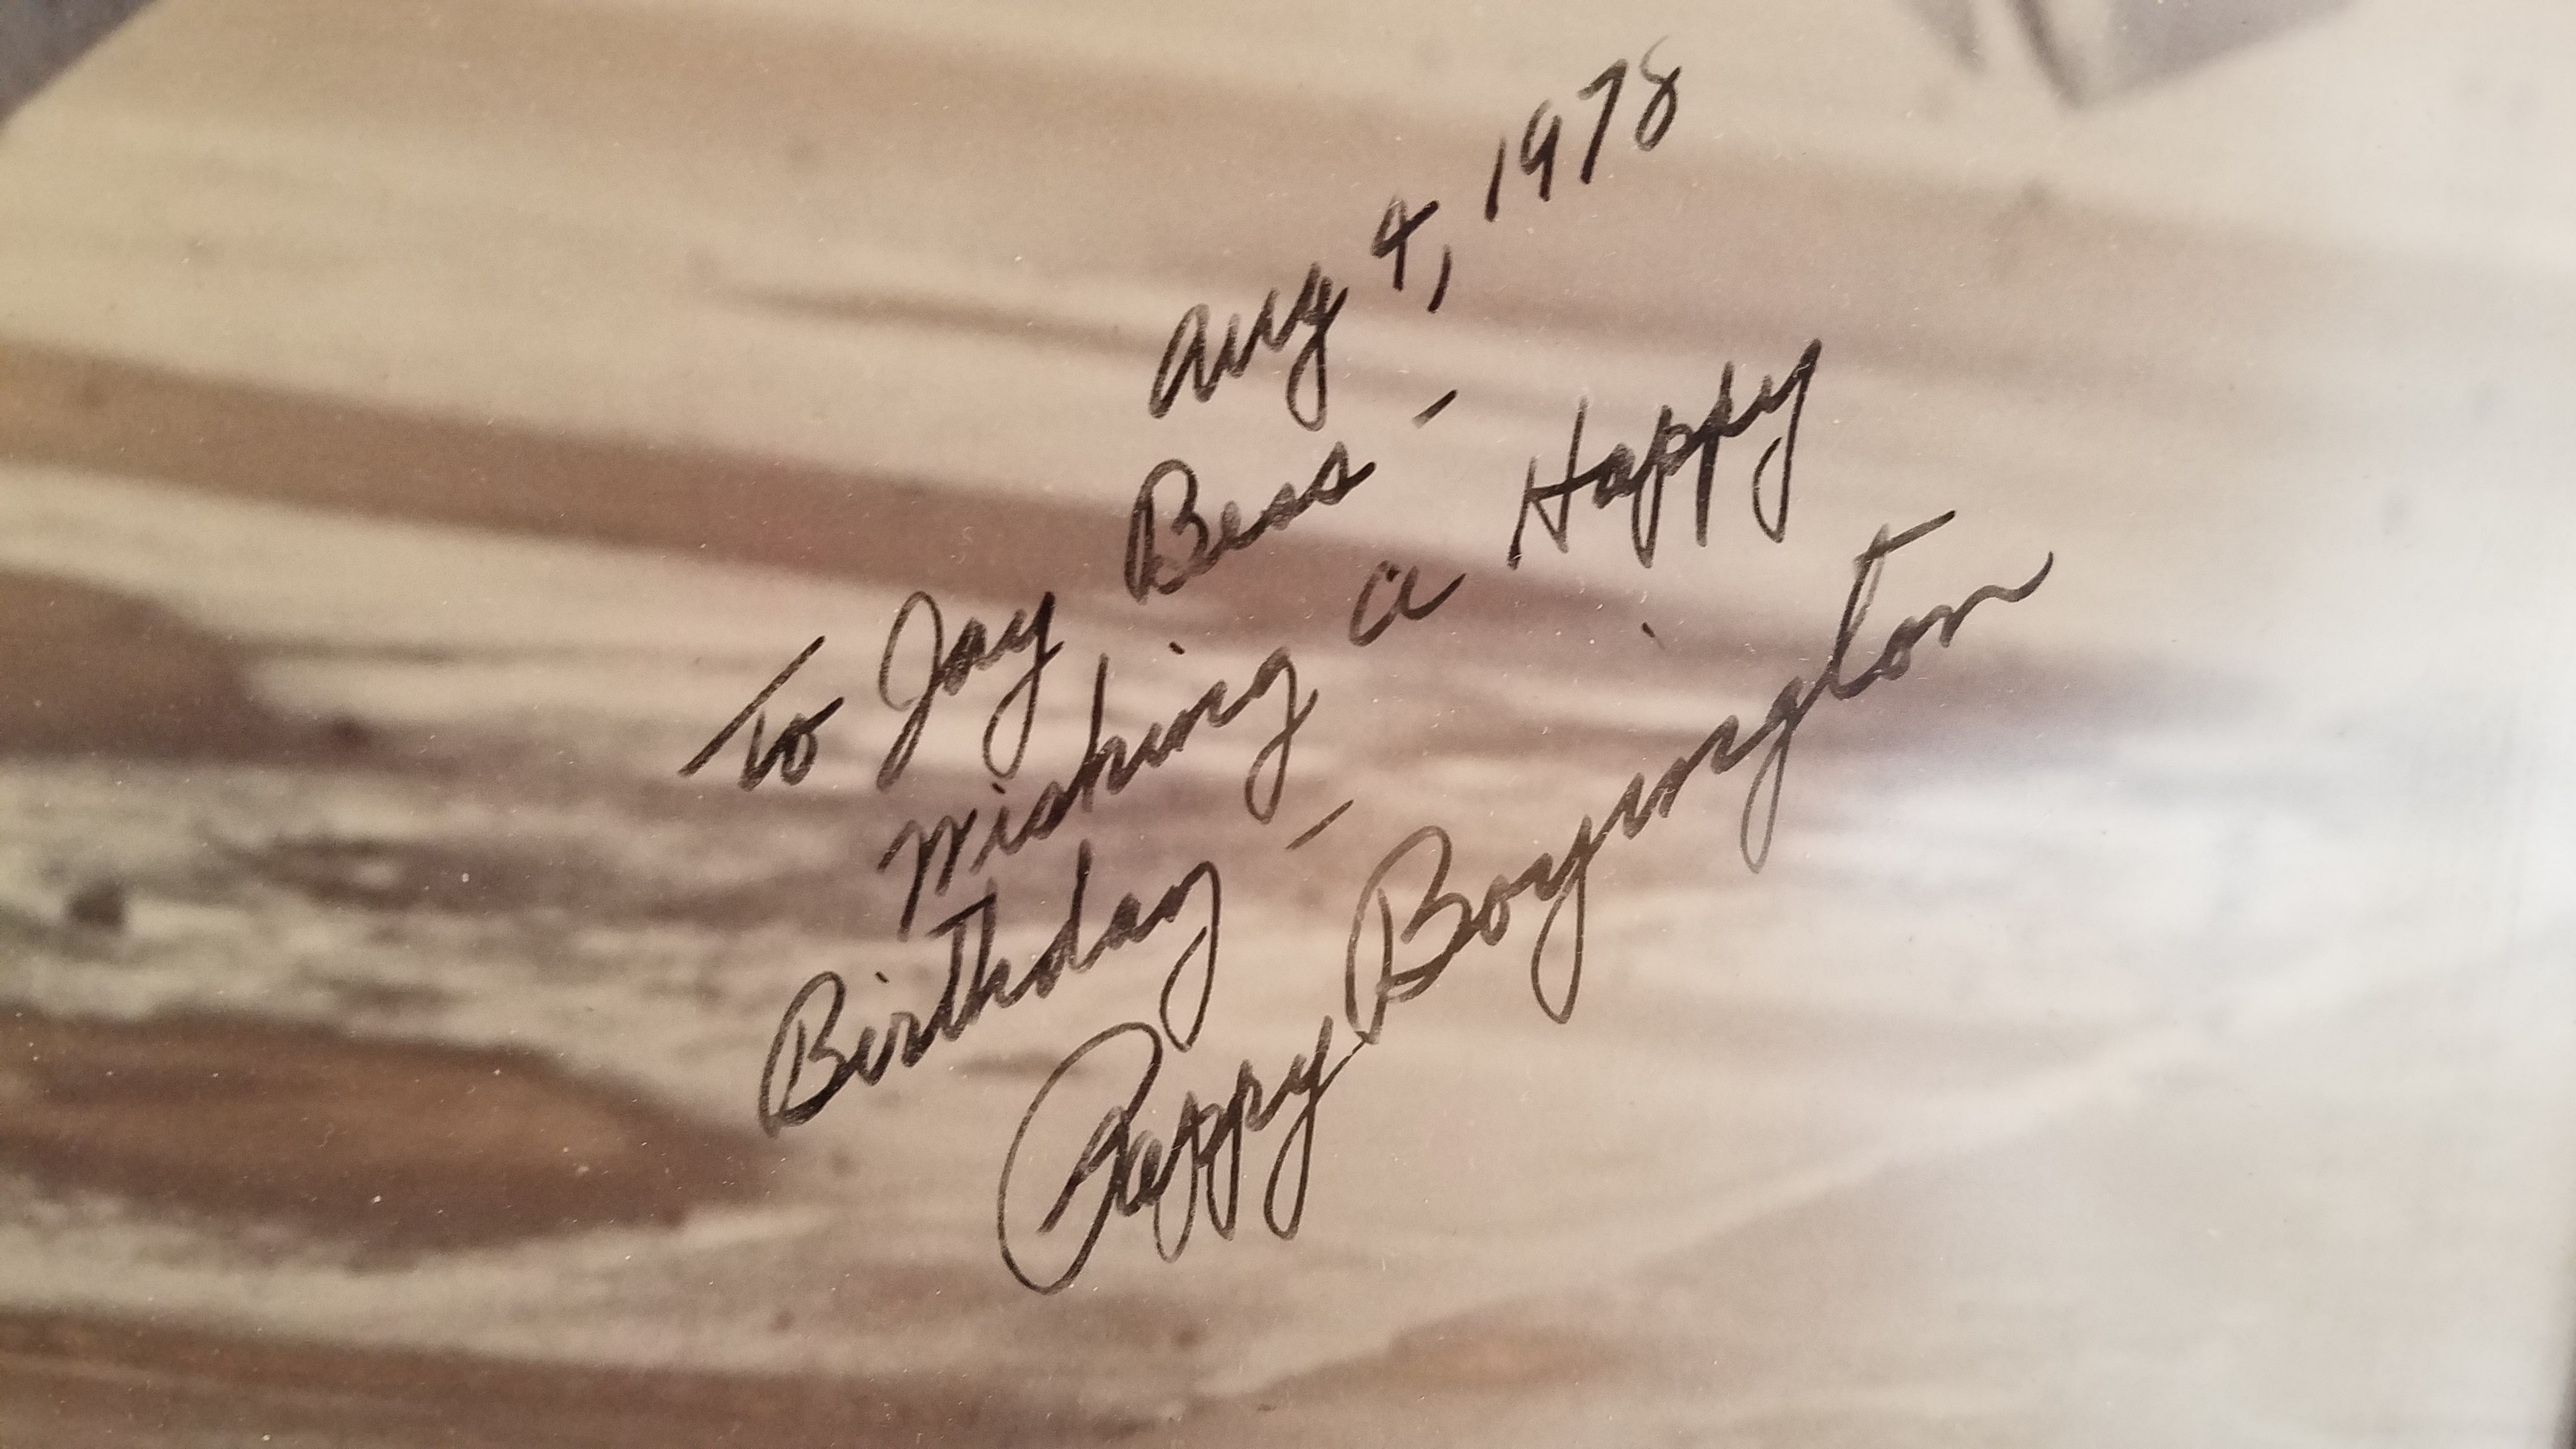 Aug 4, 1978
To Jay Bess -
Wishing a Happy
Birthday -
Pappy Boyington